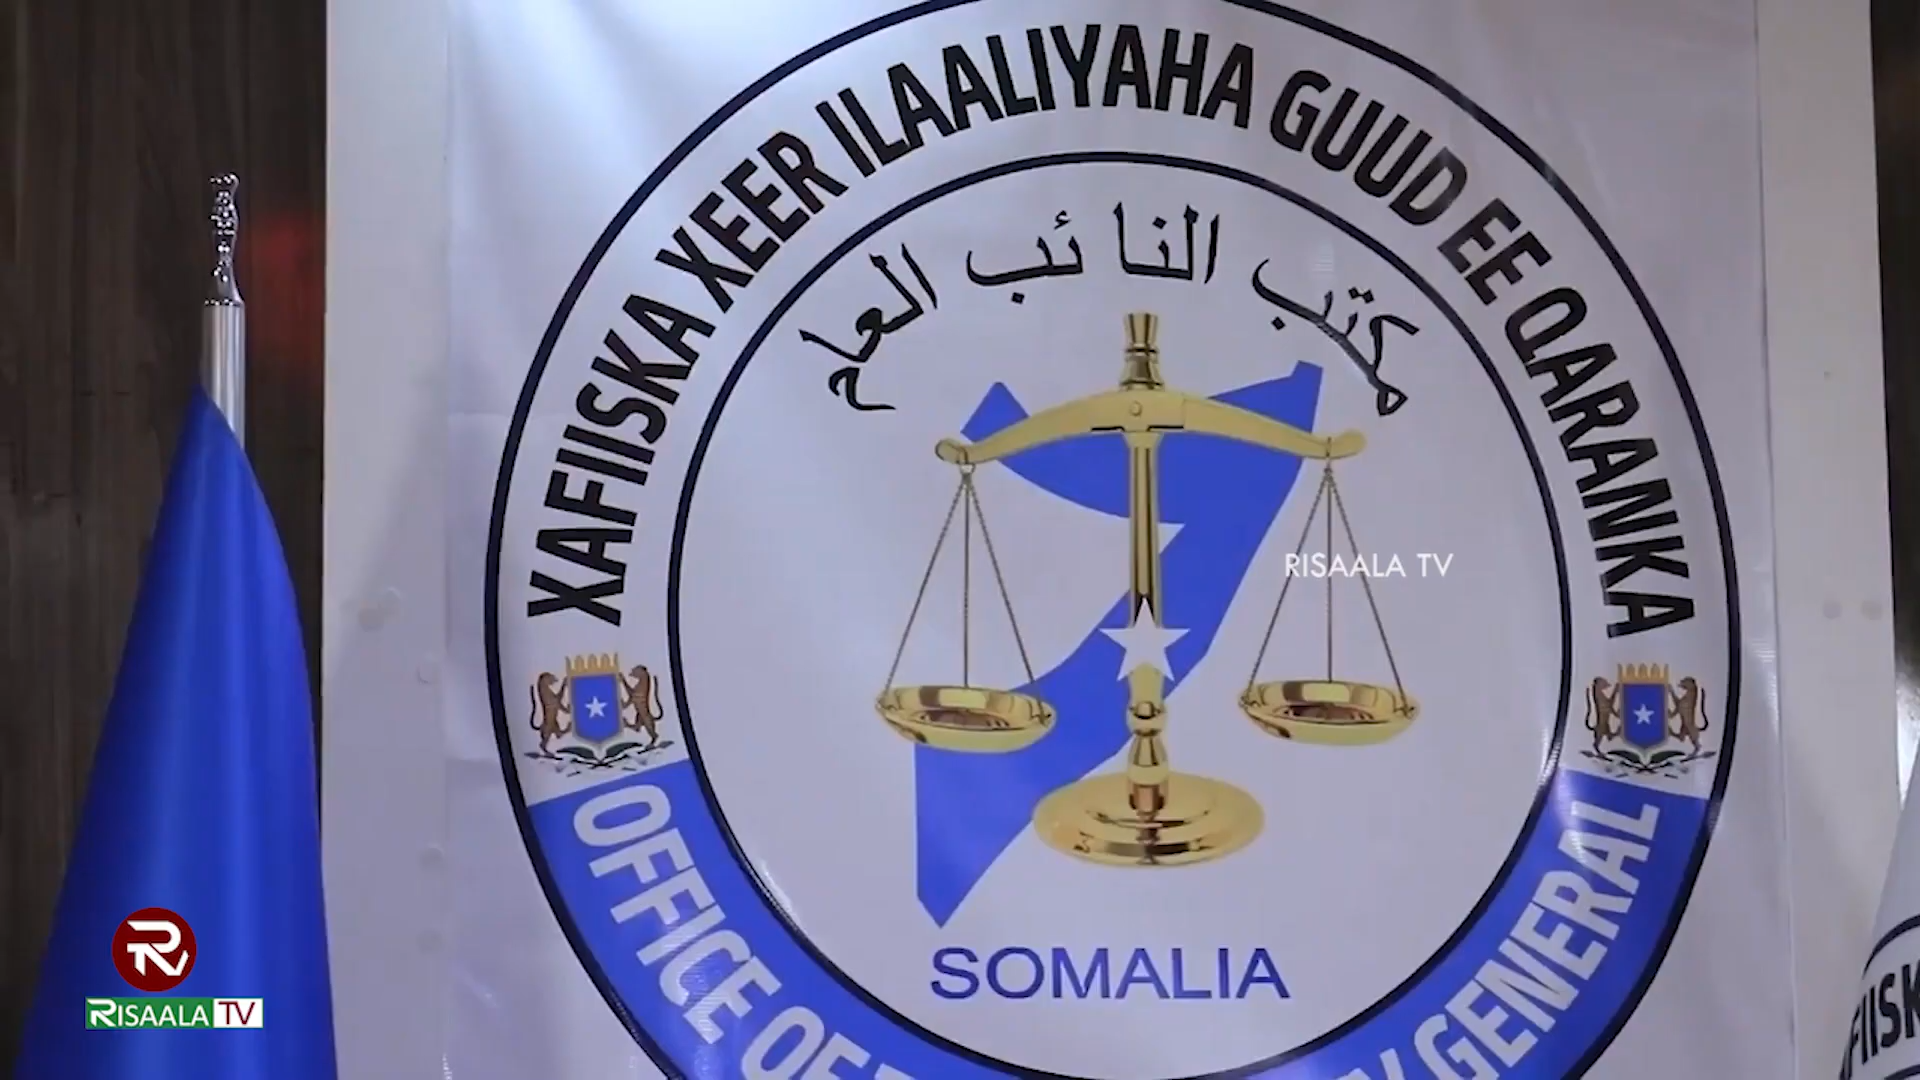 XAFIISKA XEER ILAALIYAHA GUUD EE QARANKA
مكتب النائب العام
RISAALA TV
SOMALIA
OFFICE OF GENERAL
RISAALA TV